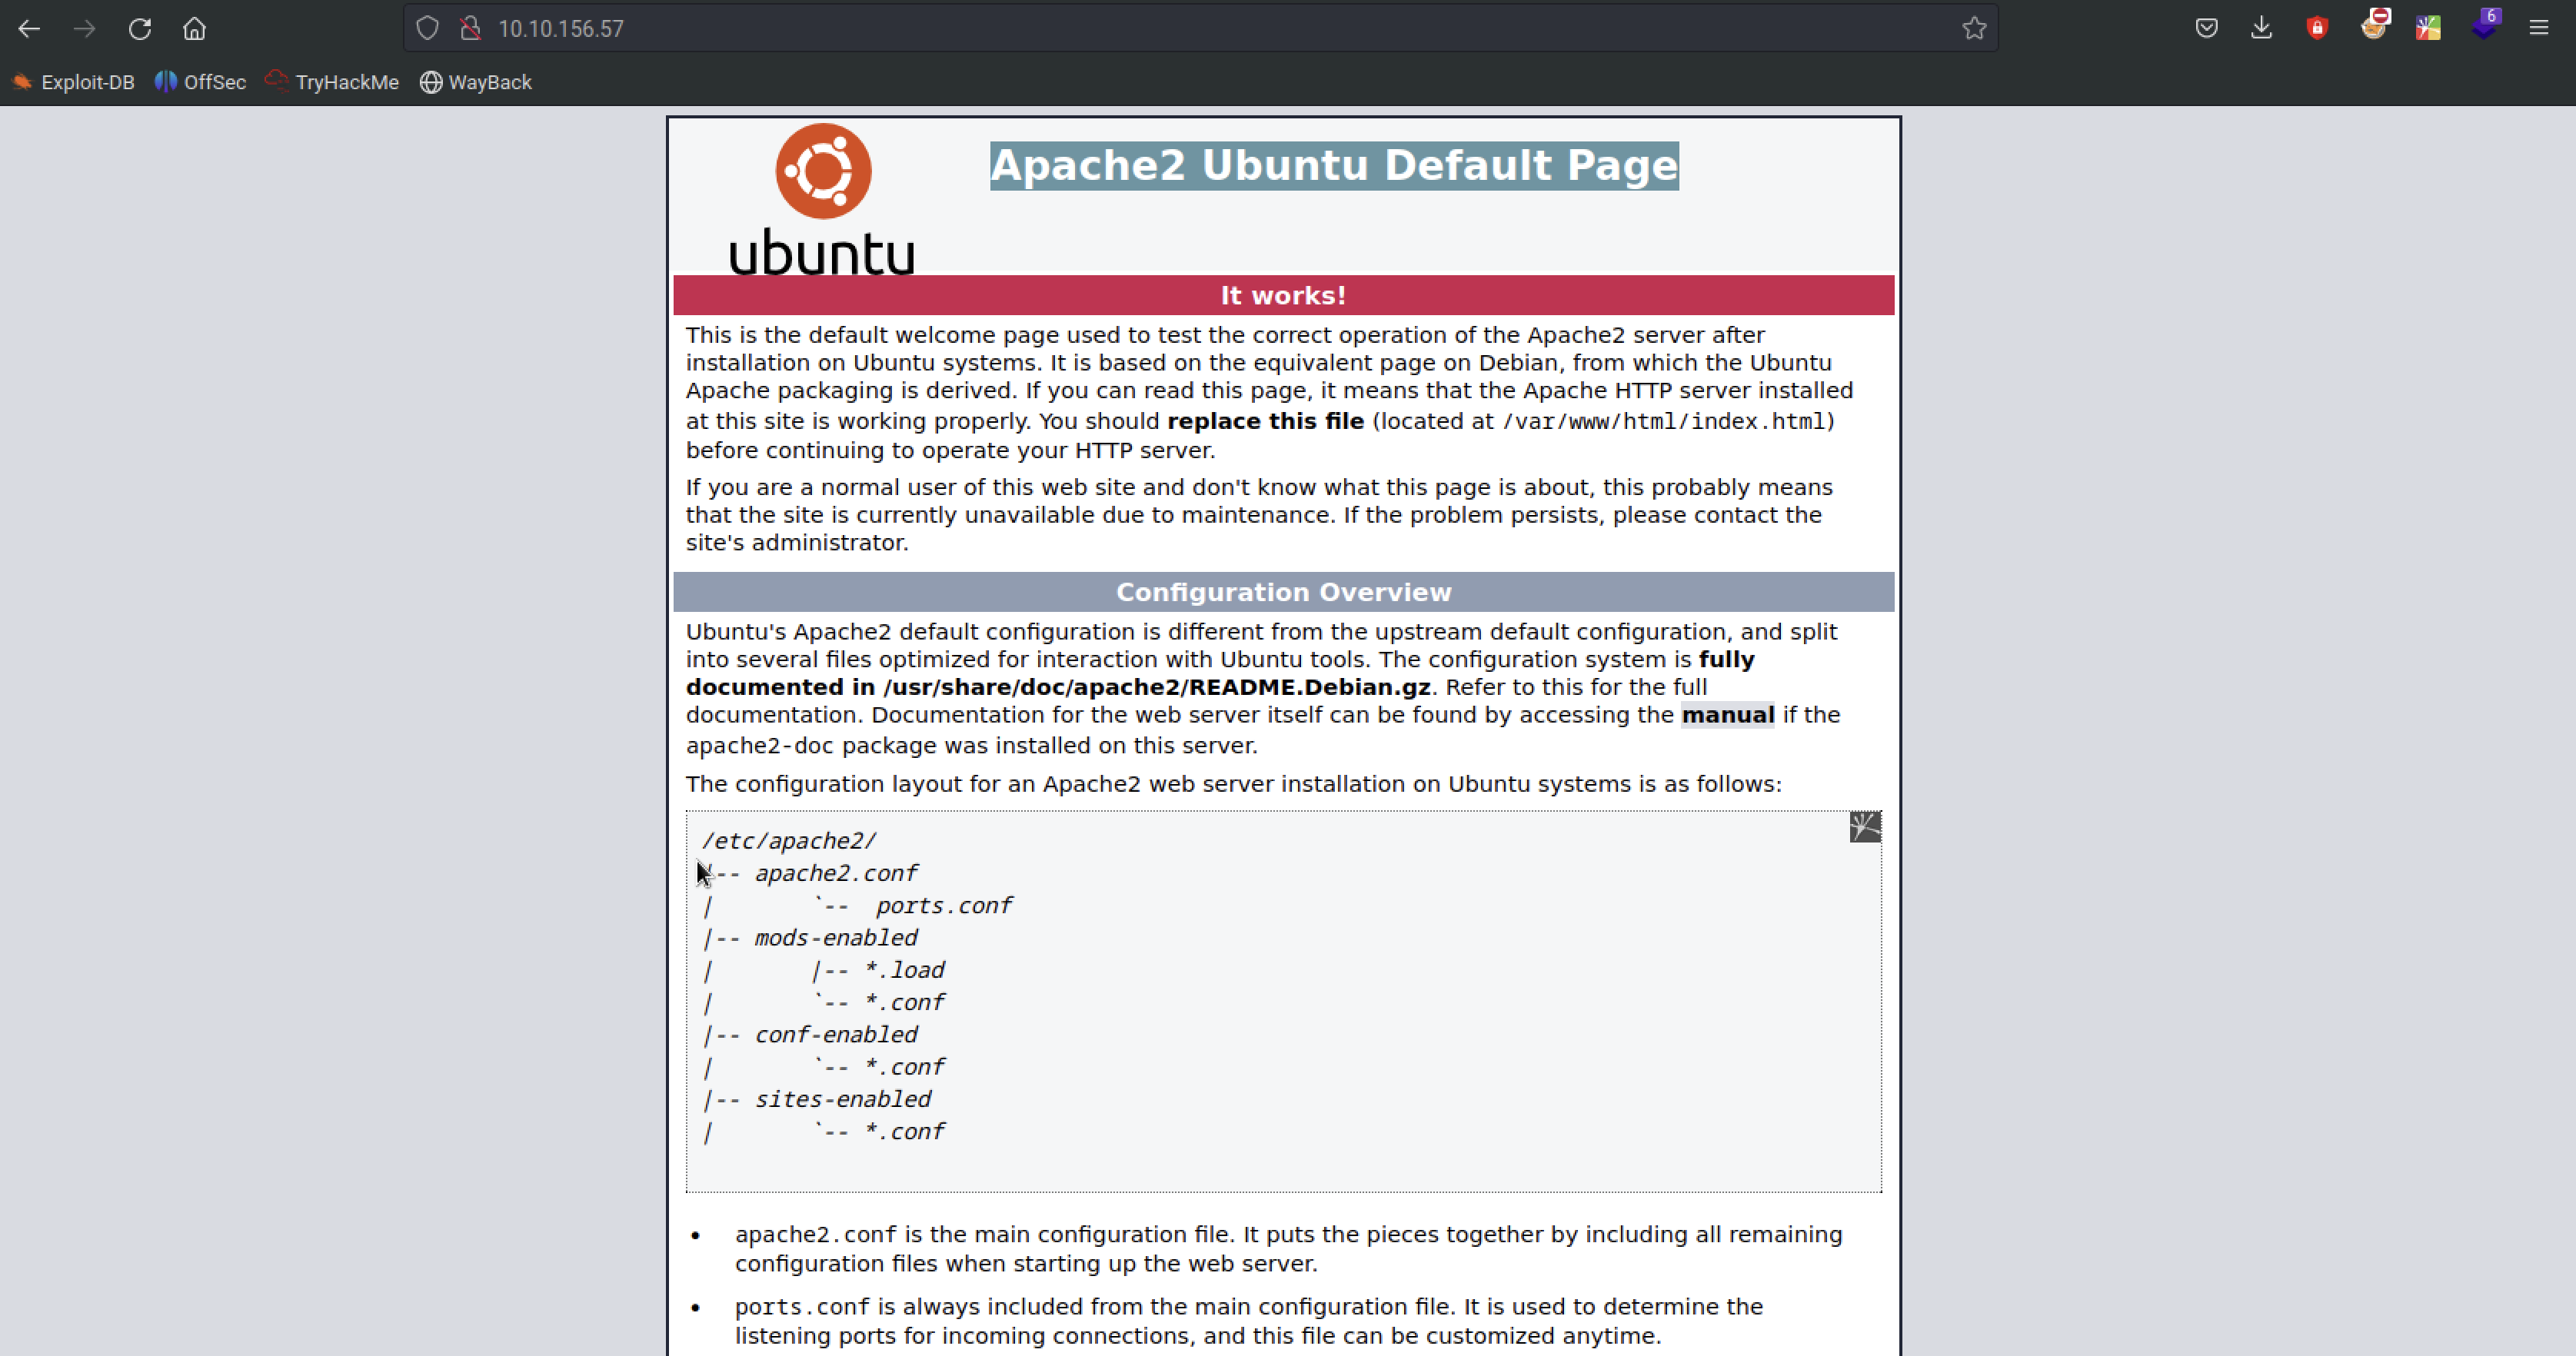 10.10.156.57
6
Exploit-DB OffSec TryHackMe WayBack
Apache2 Ubuntu Default Page
ubuntu
It works!
This is the default welcome page used to test the correct operation of the Apache2 server after
installation on Ubuntu systems. It is based on the equivalent page on Debian, from which the Ubuntu
Apache packaging is derived. If you can read this page, it means that the Apache HTTP server installed
at this site is working properly. You should replace this file (located at /var/www/html/index.html)
before continuing to operate your HTTP server.
If you are a normal user of this web site and don't know what this page is about, this probably means
that the site is currently unavailable due to maintenance. If the problem persists, please contact the
site's administrator.
Configuration Overview
Ubuntu's Apache2 default configuration is different from the upstream default configuration, and split
into several files optimized for interaction with Ubuntu tools. The configuration system is fully
documented in /usr/share/doc/apache2/README.Debian.gz. Refer to this for the full
documentation. Documentation for the web server itself can be found by accessing the manual if the
apache2-doc package was installed on this server.
The configuration layout for an Apache2 web server installation on Ubuntu systems is as follows:
/etc/apache2/
|-- apache2.conf
|       `--  ports.conf
|-- mods-enabled
|       |-- *.load
|       `-- *.conf
|-- conf-enabled
|       `-- *.conf
|-- sites-enabled
|       `-- *.conf
• apache2.conf is the main configuration file. It puts the pieces together by including all remaining
configuration files when starting up the web server.
• ports.conf is always included from the main configuration file. It is used to determine the
listening ports for incoming connections, and this file can be customized anytime.